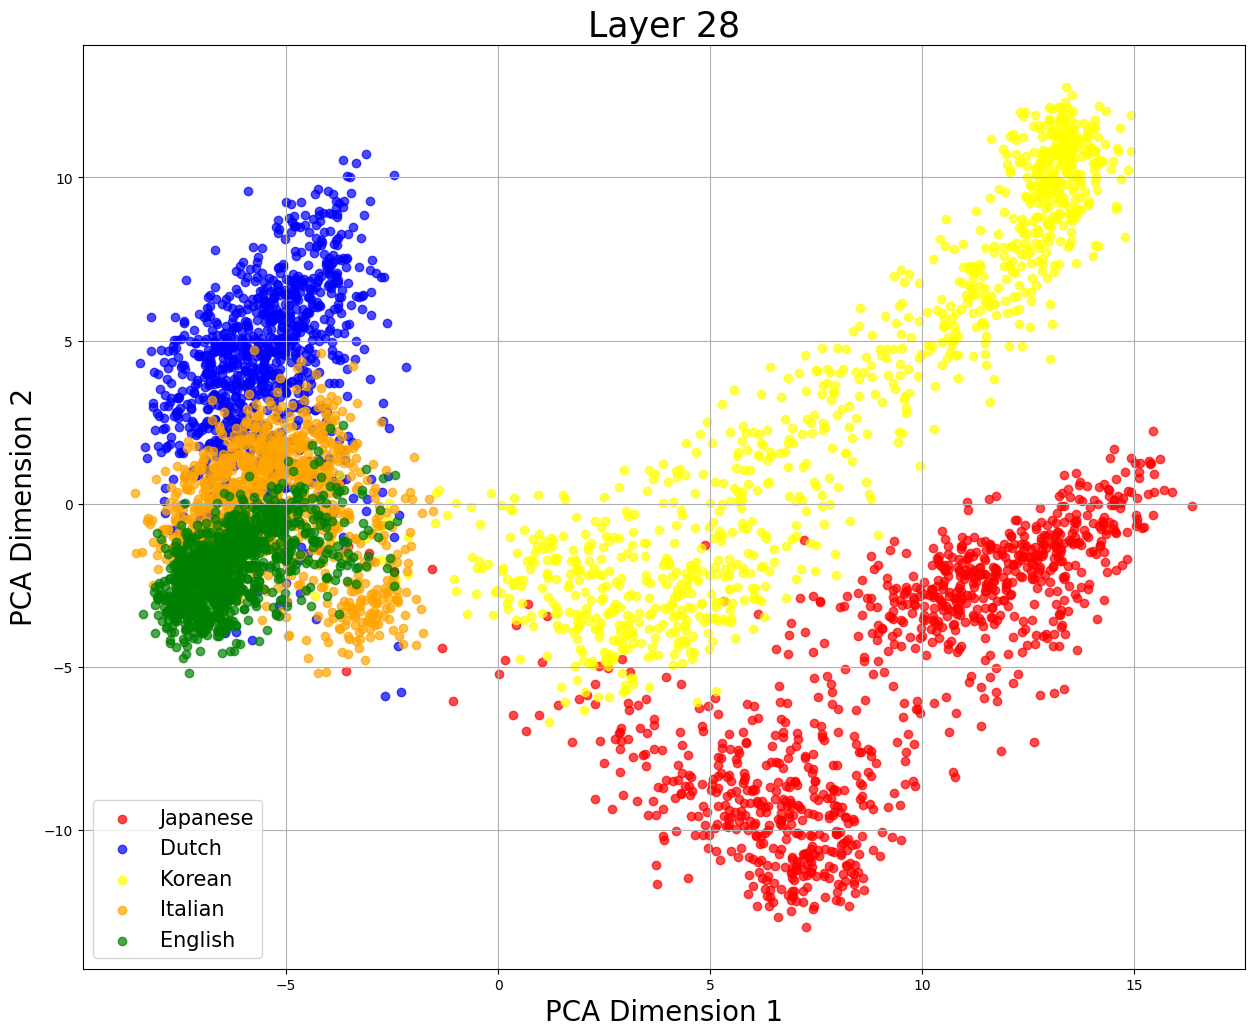 Layer 28
PCA Dimension 2
10
5
0
−5
−10
Japanese
Dutch
Korean
Italian
English
−5
0
5
10
15
PCA Dimension 1